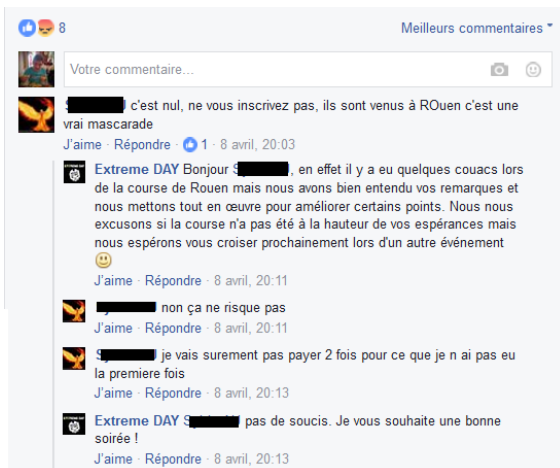 8
Meilleurs commentaires
Votre commentaire...
c'est nul, ne vous inscrivez pas, ils sont venus à ROuen c'est une
vrai mascarade
J'aime · Répondre · 1 · 8 avril, 20:03
Extreme DAY Bonjour , en effet il y a eu quelques couacs lors
de la course de Rouen mais nous avons bien entendu vos remarques et
nous mettons tout en œuvre pour améliorer certains points. Nous nous
excusons si la course n'a pas été à la hauteur de vos espérances mais
nous espérons vous croiser prochainement lors d'un autre événement
J'aime · Répondre · 8 avril, 20:11
non ça ne risque pas
J'aime · Répondre · 8 avril, 20:11
je vais surement pas payer 2 fois pour ce que je n ai pas eu
la premiere fois
J'aime · Répondre · 8 avril, 20:13
Extreme DAY pas de soucis. Je vous souhaite une bonne
soirée !
J'aime · Répondre · 8 avril, 20:13